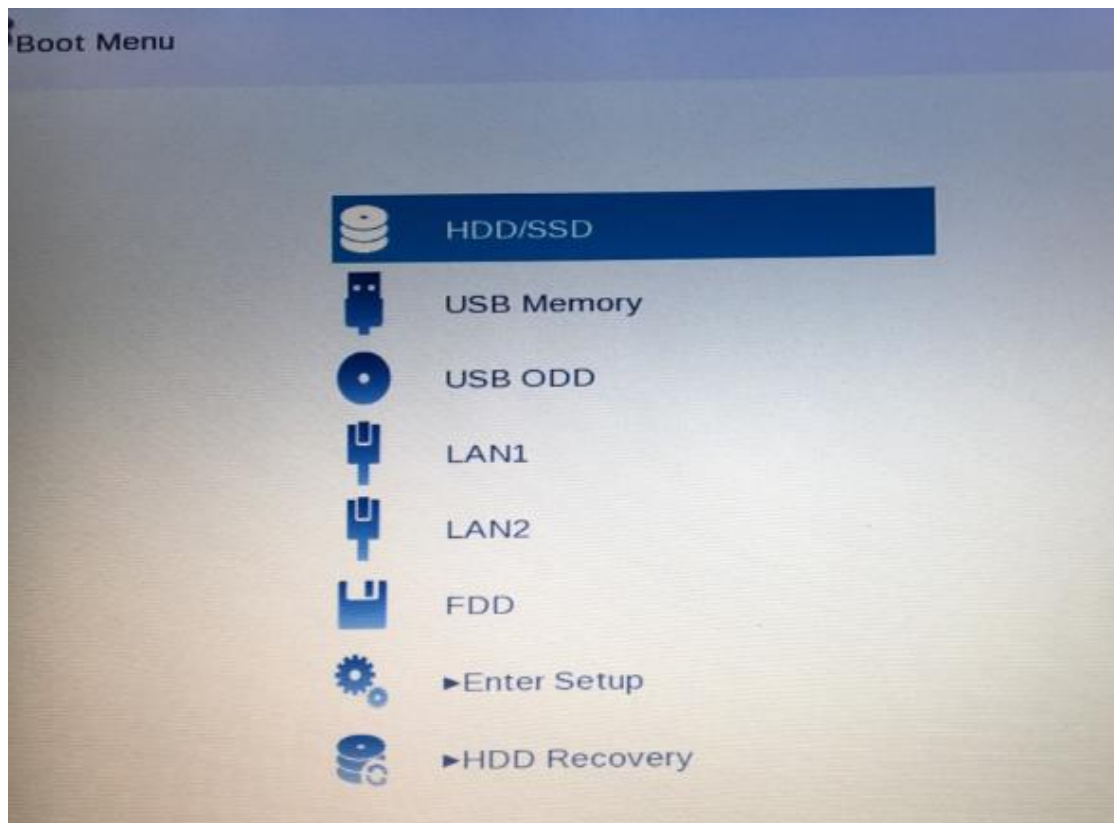 Boot Menu
HDD/SSD
USB Memory
USB ODD
LAN1
LAN2
FDD
►Enter Setup
►HDD Recovery